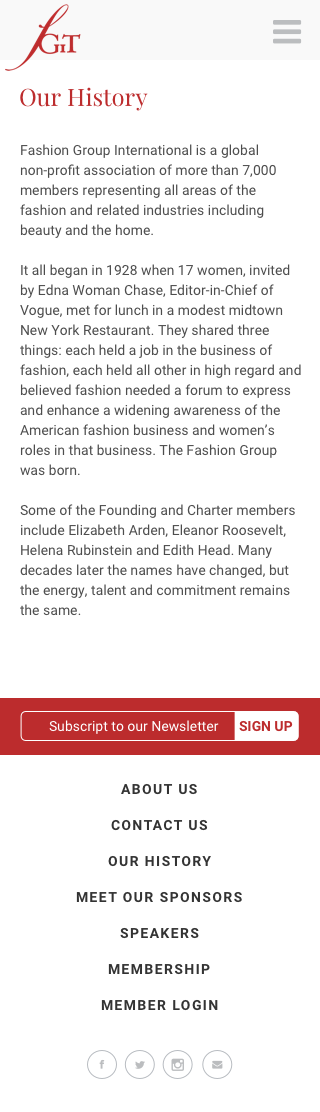 fGIT
Our History
Fashion Group International is a global
non-profit association of more than 7,000
members representing all areas of the
fashion and related industries including
beauty and the home.
It all began in 1928 when 17 women, invited
by Edna Woman Chase, Editor-in-Chief of
Vogue, met for lunch in a modest midtown
New York Restaurant. They shared three
things: each held a job in the business of
fashion, each held all other in high regard and
believed fashion needed a forum to express
and enhance a widening awareness of the
American fashion business and women’s
roles in that business. The Fashion Group
was born.
Some of the Founding and Charter members
include Elizabeth Arden, Eleanor Roosevelt,
Helena Rubinstein and Edith Head. Many
decades later the names have changed, but
the energy, talent and commitment remains
the same.
Subscript to our Newsletter SIGN UP
ABOUT US
CONTACT US
OUR HISTORY
MEET OUR SPONSORS
SPEAKERS
MEMBERSHIP
MEMBER LOGIN